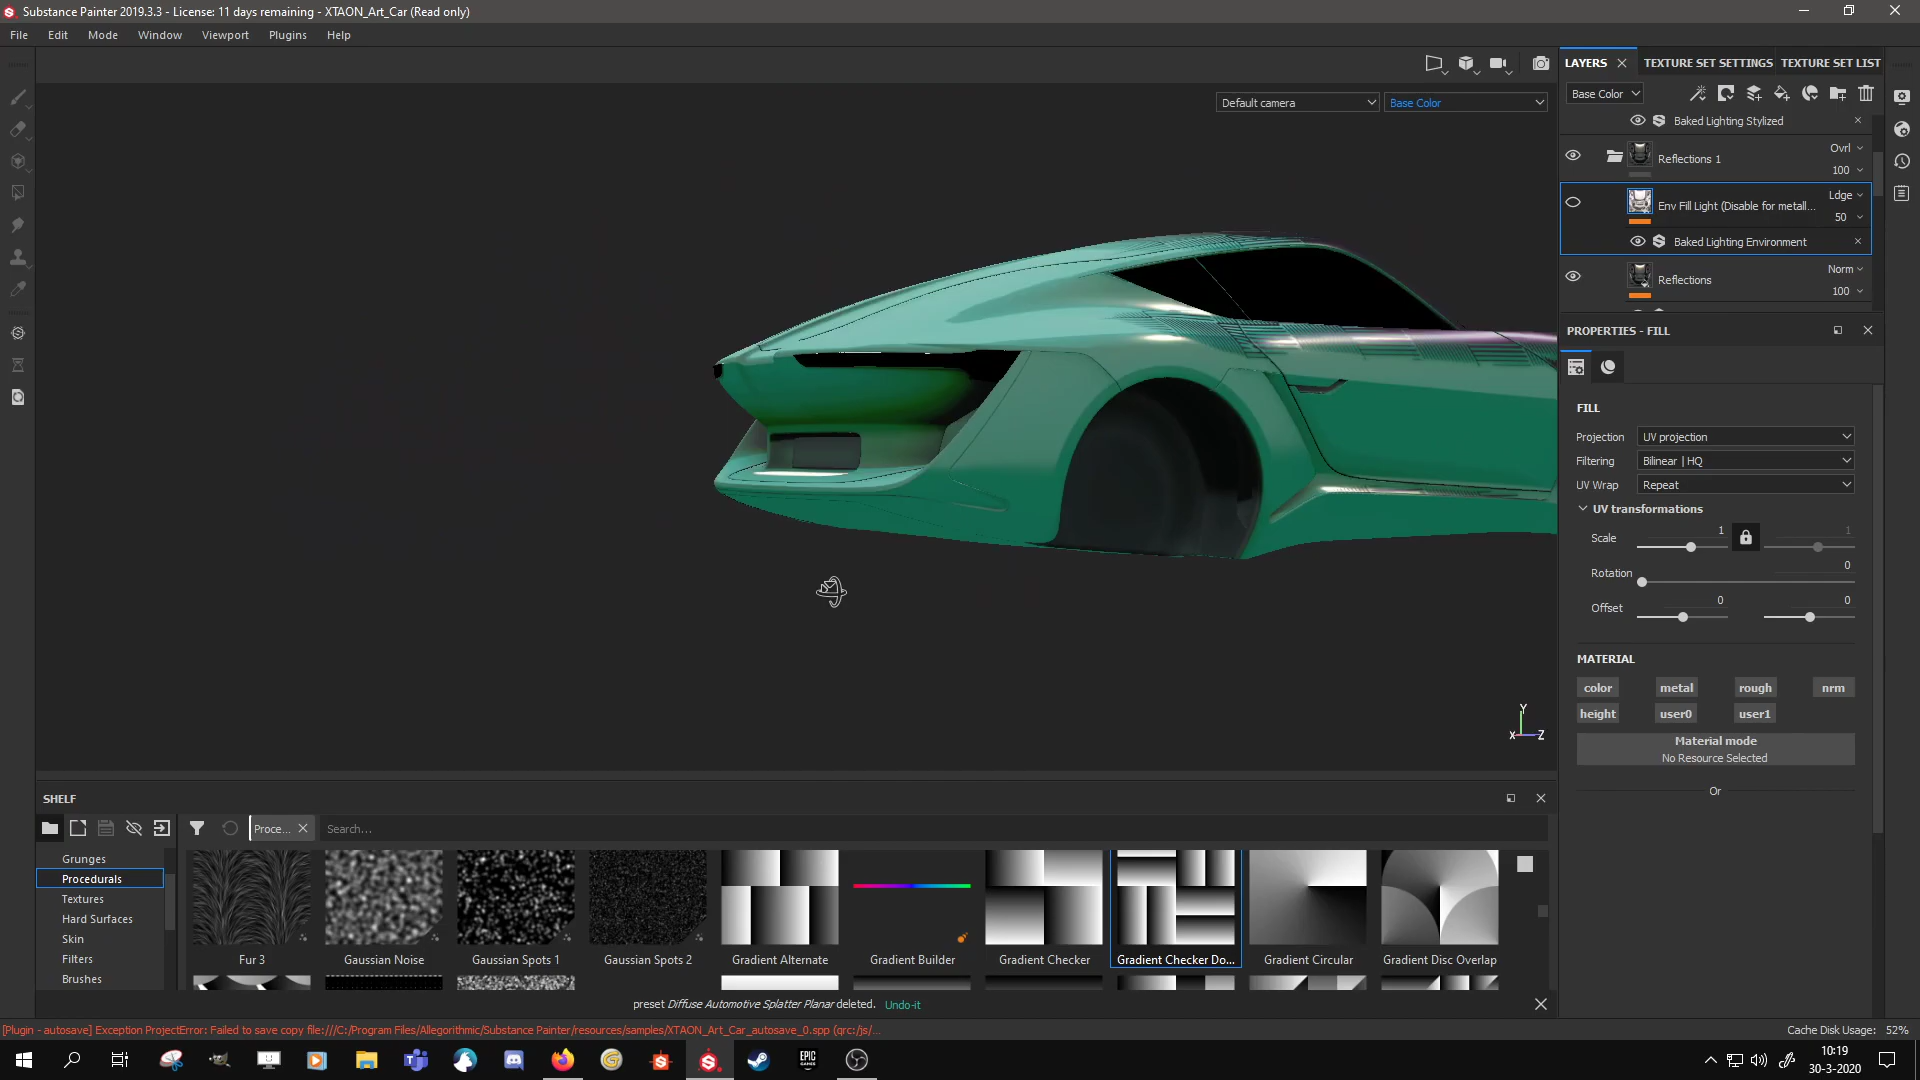 Substance Painter 2019.3.3 - License: 11 days remaining - XTAON_Art_Car (Read only)
File Edit Mode Window Viewport Plugins Help
LAYERS TEXTURE SET SETTINGS TEXTURE SET LIST
Default camera Base Color
Base Color
Baked Lighting Stylized
Reflections 1 Ovrl 100
Env Fill Light (Disable for metall... Ldge 50
Baked Lighting Environment
Reflections Norm 100
PROPERTIES - FILL
FILL
Projection UV projection
Filtering Bilinear | HQ
UV Wrap Repeat
UV transformations
Scale 1 1
Rotation 0
Offset 0 0
MATERIAL
color metal rough nrm
height user0 user1
Material mode
No Resource Selected
Or
Y
X Z
SHELF
Proce... Search...
Grunges
Procedurals
Textures
Hard Surfaces
Skin
Filters
Brushes
Fur 3 Gaussian Noise Gaussian Spots 1 Gaussian Spots 2 Gradient Alternate Gradient Builder Gradient Checker Gradient Checker Do... Gradient Circular Gradient Disc Overlap
preset Diffuse Automotive Splatter Planar deleted. Undo-it
[Plugin - autosave] Exception ProjectError: Failed to save copy file:///C:/Program Files/Allegorithmic/Substance Painter/resources/samples/XTAON_Art_Car_autosave_0.spp (qrc:/js/...
Cache Disk Usage: 52%
EPIC GAMES
10:19
30-3-2020